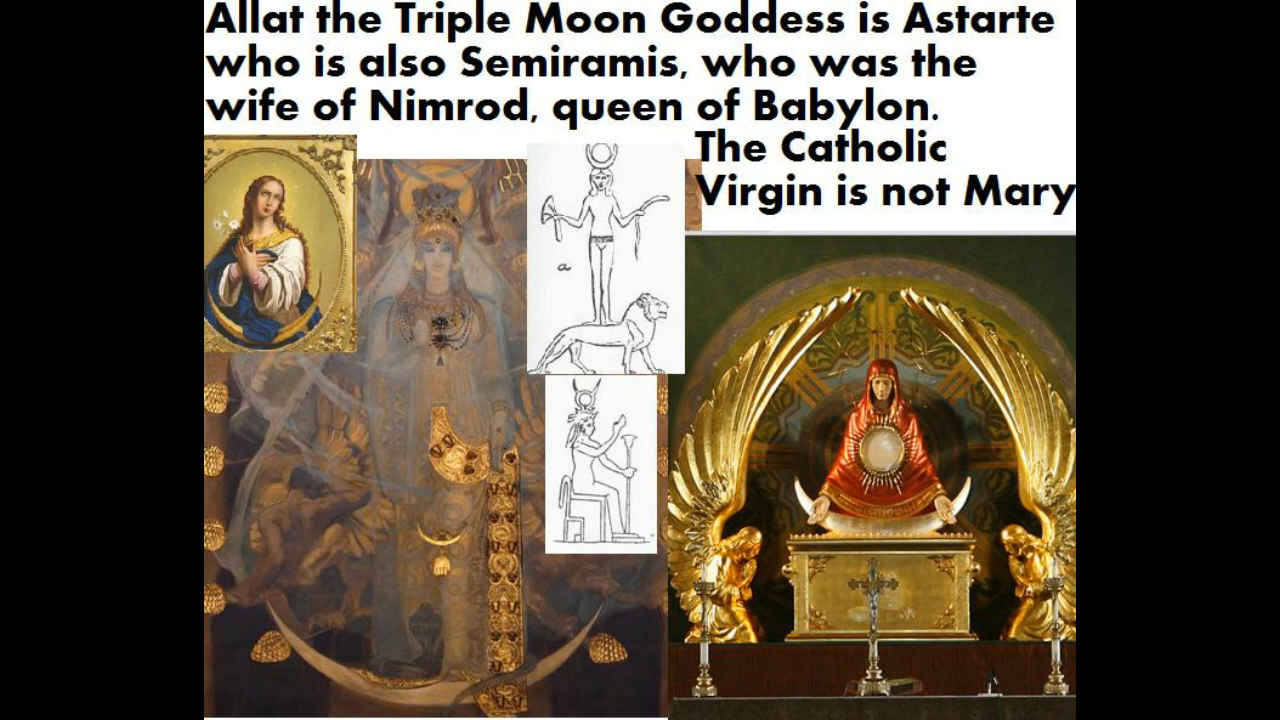 Allat the Triple Moon Goddess is Astarte
who is also Semiramis, who was the
wife of Nimrod, queen of Babylon.
The Catholic
Virgin is not Mary
a